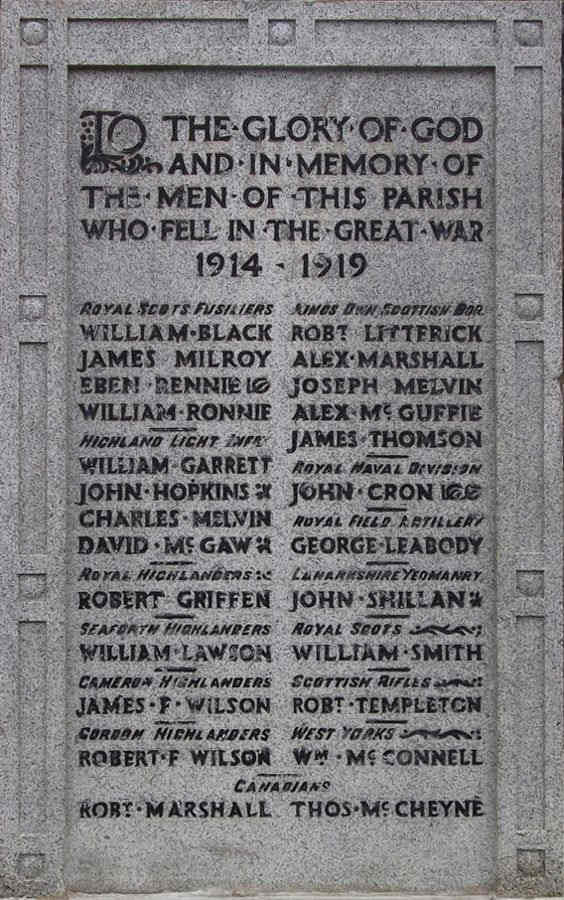 TO THE·GLORY·OF·GOD
AND·IN·MEMORY·OF
THE·MEN·OF·THIS PARISH
WHO·FELL IN·THE·GREAT·WAR
1914 - 1919
ROYAL SCOTS FUSILIERS
WILLIAM·BLACK
JAMES MILROY
EBEN RENNIE
WILLIAM·RONNIE
HIGHLAND LIGHT INFRY
WILLIAM·GARRETT
JOHN·HOPKINS
CHARLES·MELVIN
DAVID·McGAW
ROYAL HIGHLANDERS
ROBERT GRIFFEN
SEAFORTH HIGHLANDERS
WILLIAM·LAWSON
CAMERON HIGHLANDERS
JAMES·F·WILSON
GORDON HIGHLANDERS
ROBERT·F WILSON
KINGS OWN SCOTTISH BOR.
ROBT LITTERICK
ALEX·MARSHALL
JOSEPH MELVIN
ALEX·McGUFFIE
JAMES·THOMSON
ROYAL NAVAL DIVISION
JOHN·CRON
ROYAL FIELD ARTILLERY
GEORGE·LEABODY
LANARKSHIRE YEOMANRY
JOHN·SHILLAN
ROYAL SCOTS
WILLIAM·SMITH
SCOTTISH RIFLES
ROBT·TEMPLETON
WEST YORKS
WM·McCONNELL
CANADIANS
ROBT·MARSHALL THOS·McCHEYNE